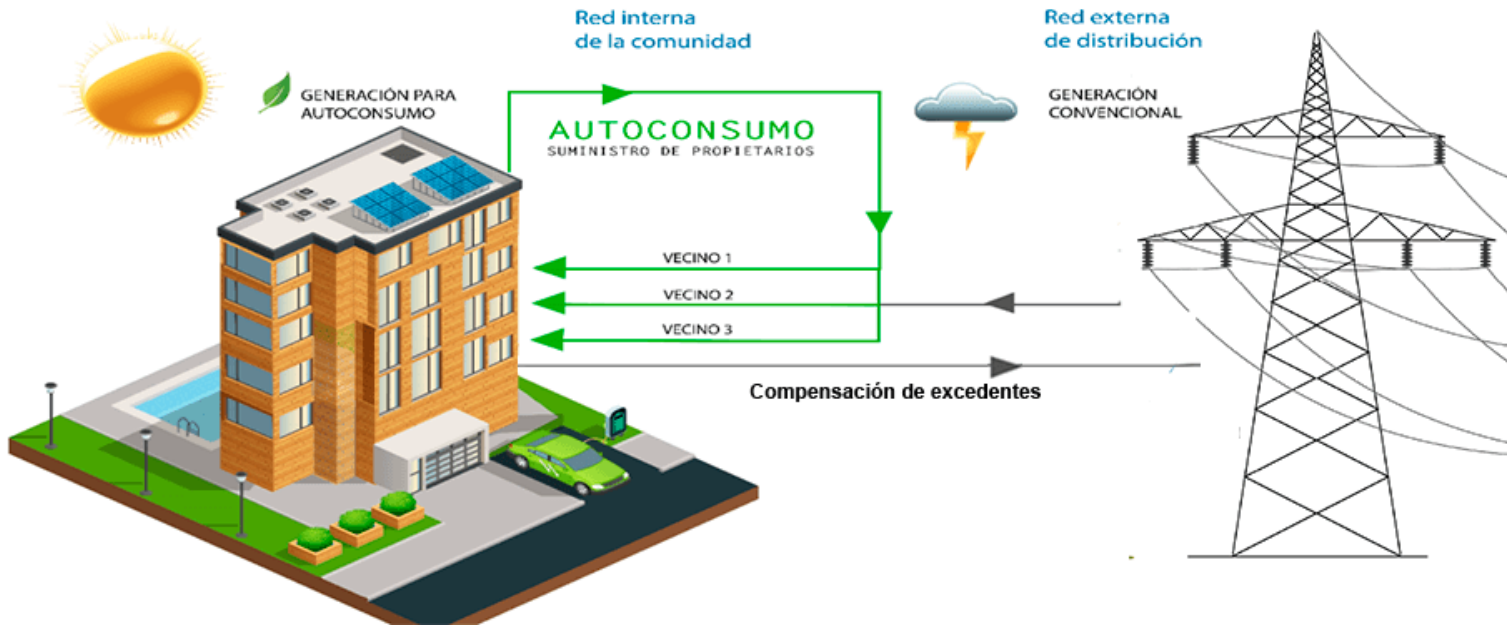 Red interna
de la comunidad
Red externa
de distribución
GENERACIÓN PARA
AUTOCONSUMO
GENERACIÓN
CONVENCIONAL
AUTOCONSUMO
SUMINISTRO DE PROPIETARIOS
VECINO 1
VECINO 2
VECINO 3
Compensación de excedentes